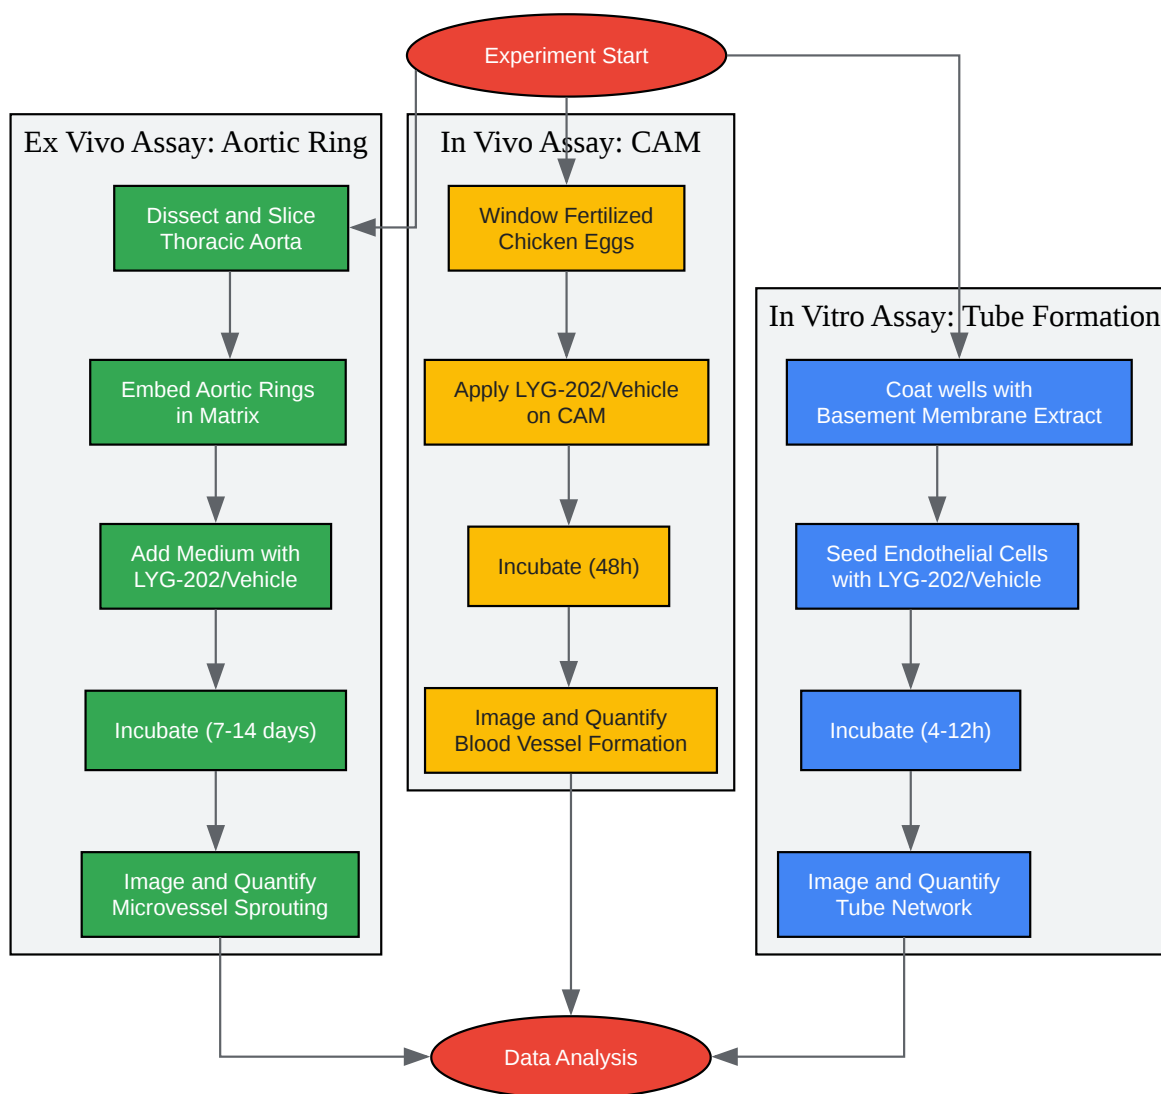 Experiment Start
Ex Vivo Assay: Aortic Ring
Dissect and Slice
Thoracic Aorta
Embed Aortic Rings
in Matrix
Add Medium with
LYG-202/Vehicle
Incubate (7-14 days)
Image and Quantify
Microvessel Sprouting
In Vivo Assay: CAM
Window Fertilized
Chicken Eggs
Apply LYG-202/Vehicle
on CAM
Incubate (48h)
Image and Quantify
Blood Vessel Formation
In Vitro Assay: Tube Formation
Coat wells with
Basement Membrane Extract
Seed Endothelial Cells
with LYG-202/Vehicle
Incubate (4-12h)
Image and Quantify
Tube Network
Data Analysis